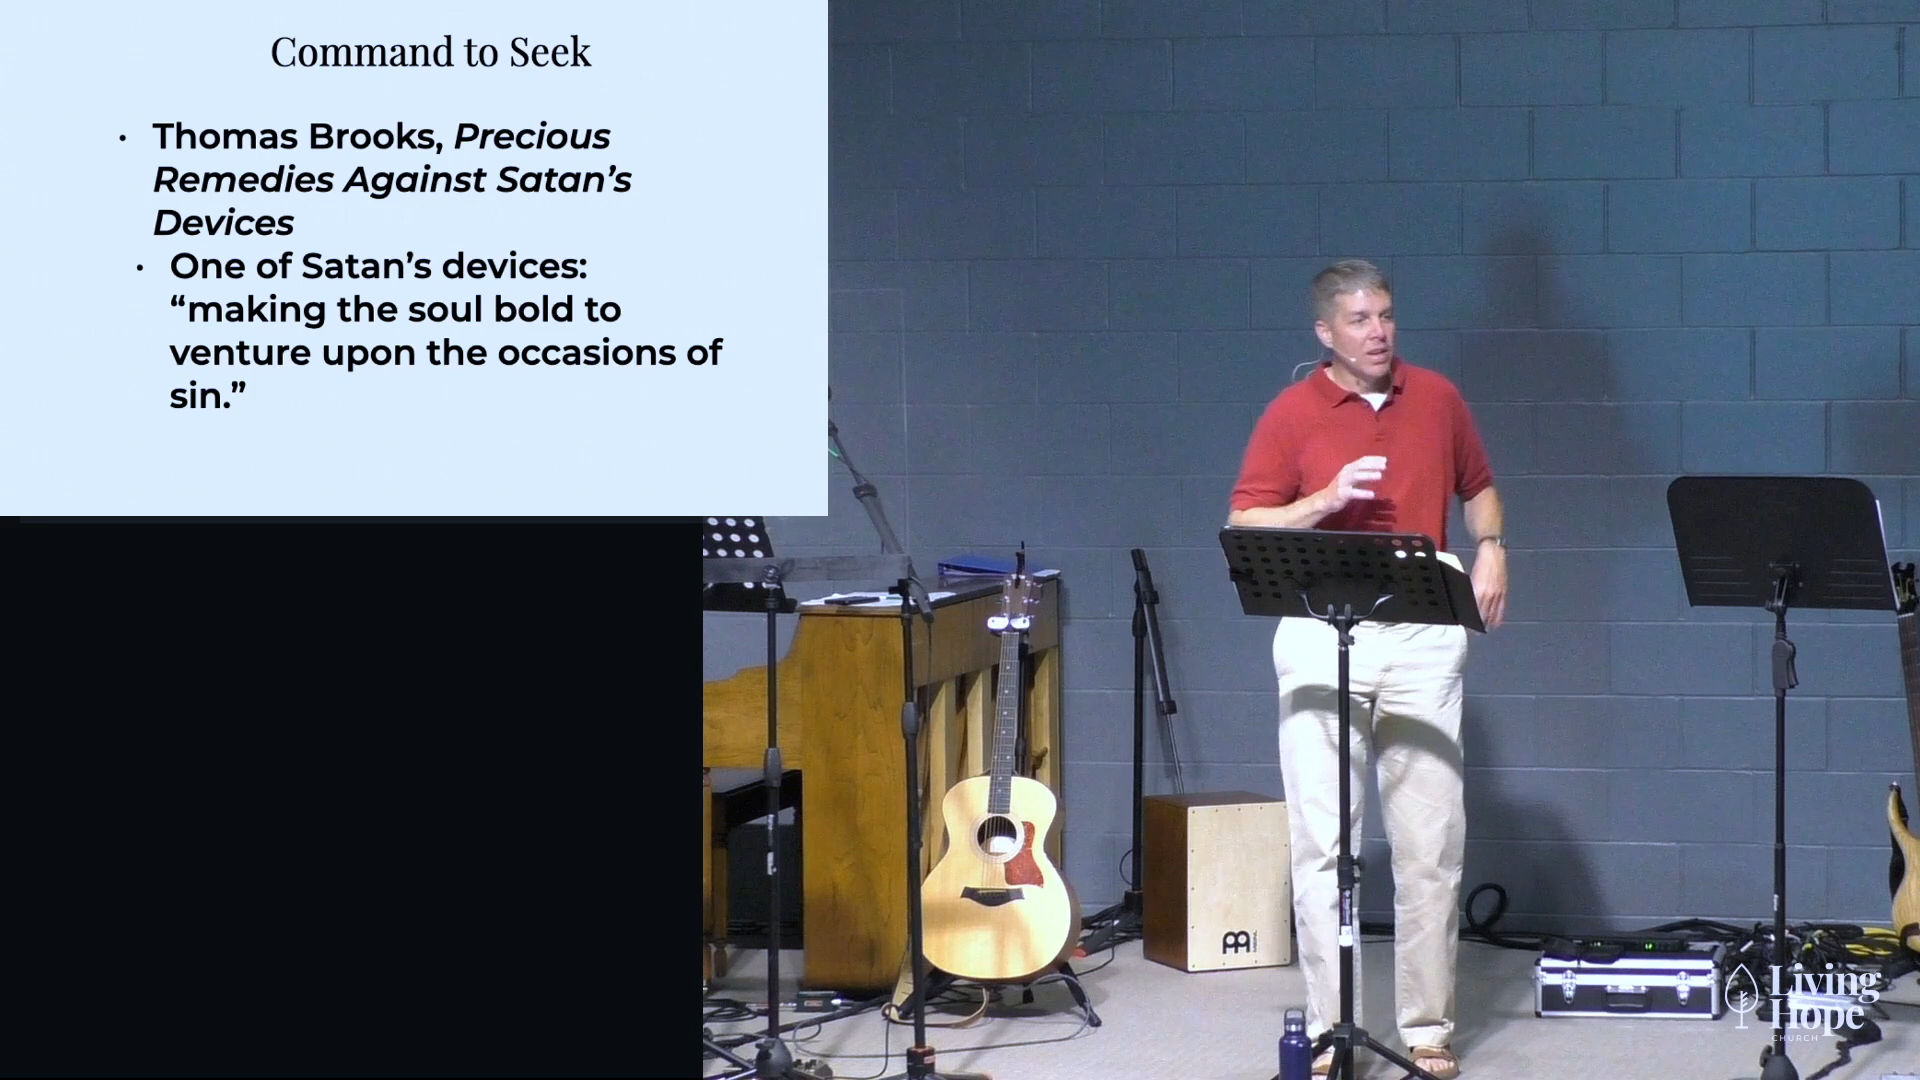 Command to Seek
• Thomas Brooks, Precious
Remedies Against Satan’s
Devices
• One of Satan’s devices:
“making the soul bold to
venture upon the occasions of
sin.”
Living
Hope
CHURCH